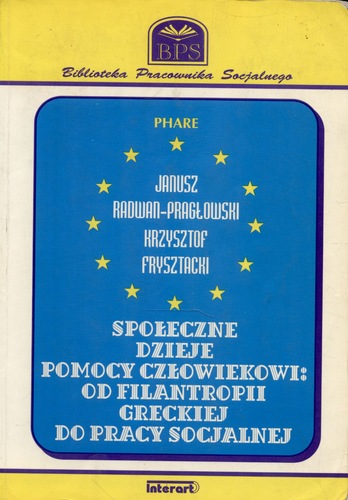 BPS
Biblioteka Pracownika Socjalnego
PHARE
JANUSZ
RADWAN-PRAGŁOWSKI
KRZYSZTOF
FRYSZTACKI
SPOŁECZNE
DZIEJE
POMOCY CZŁOWIEKOWI:
OD FILANTROPII
GRECKIEJ
DO PRACY SOCJALNEJ
interart